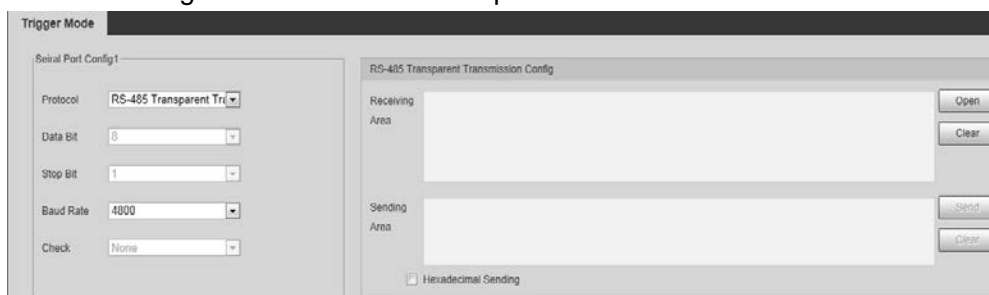 Trigger Mode
Seiral Port Config1
Protocol RS-485 Transparent Tra
Data Bit 8
Stop Bit 1
Baud Rate 4800
Check None
RS-485 Transparent Transmission Config
Receiving
Area
Open
Clear
Sending
Area
Send
Clear
Hexadecimal Sending